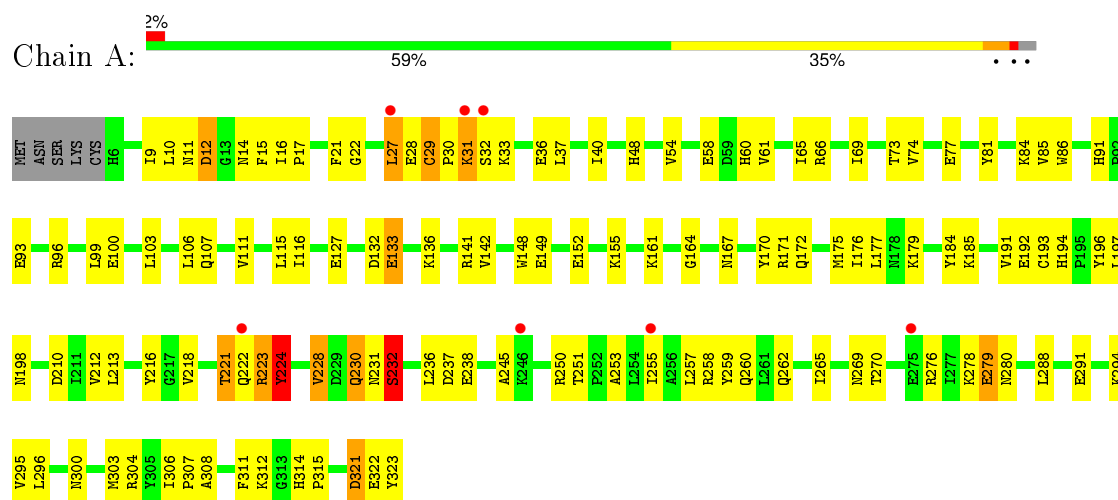 2%
Chain A:
59% 35% • • •
MET ASN SER LYS CYS H6 I9 L10 N11 D12 G13 N14 F15 I16 P17 F21 G22 L27 E28 C29 P30 K31 S32 K33 E36 L37 I40 H48 V54 E58 D59 H60 V61 I65 R66 I69 T73 V74 E77 Y81 K84 V85 W86 H91
E93 R96 L99 E100 L103 L106 Q107 V111 L115 I116 E127 D132 E133 K136 R141 V142 W148 E149 E152 K155 K161 G164 N167 Y170 R171 Q172 M175 I176 L177 N178 K179 Y184 K185 V191 E192 C193 H194 P195 Y196
N198 D210 I211 V212 L213 Y216 G217 V218 T221 Q222 R223 Y224 V228 D229 Q230 N231 S232 L236 D237 E238 A245 K246 R250 T251 P252 A253 L254 I255 A256 L257 R258 Y259 Q260 L261 Q262 I265 N269 T270 E275 R276 I277 K278 E279 N280 L288 E291
V295 L296 N300 M303 R304 Y305 I306 P307 A308 F311 K312 G313 H314 P315 D321 E322 Y323